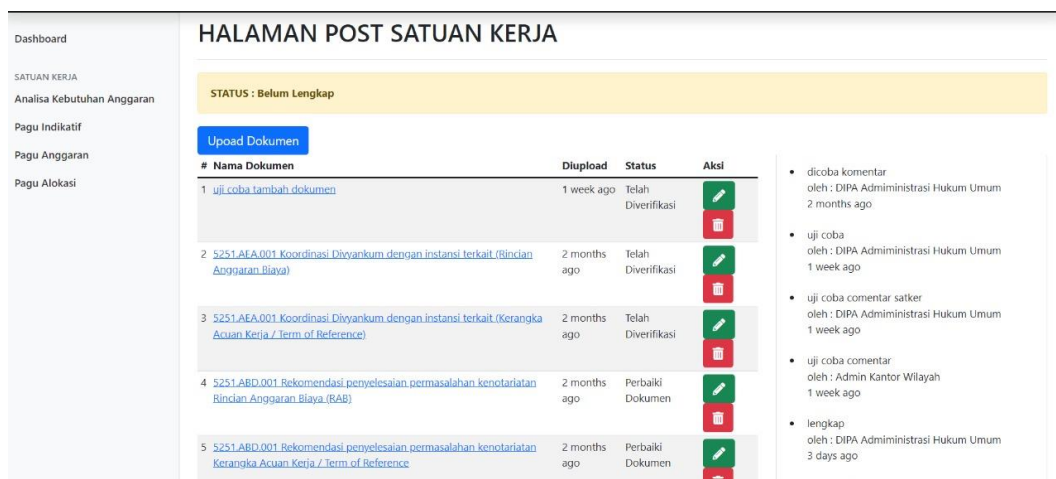 Dashboard
SATUAN KERJA
Analisa Kebutuhan Anggaran
Pagu Indikatif
Pagu Anggaran
Pagu Alokasi
HALAMAN POST SATUAN KERJA
STATUS : Belum Lengkap
Upoad Dokumen
# Nama Dokumen Diupload Status Aksi
1 uji coba tambah dokumen 1 week ago Telah
Diverifikasi
2 5251.AEA.001 Koordinasi Divyankum dengan instansi terkait (Rincian 2 months Telah
Anggaran Biaya) ago Diverifikasi
3 5251.AEA.001 Koordinasi Divyankum dengan instansi terkait (Kerangka 2 months Telah
Acuan Kerja / Term of Reference) ago Diverifikasi
4 5251.ABD.001 Rekomendasi penyelesaian permasalahan kenotariatan 2 months Perbaiki
Rincian Anggaran Biaya (RAB) ago Dokumen
5 5251.ABD.001 Rekomendasi penyelesaian permasalahan kenotariatan 2 months Perbaiki
Kerangka Acuan Kerja / Term of Reference ago Dokumen
dicoba komentar
oleh : DIPA Admiministrasi Hukum Umum
2 months ago
uji coba
oleh : DIPA Admiministrasi Hukum Umum
1 week ago
uji coba comentar satker
oleh : DIPA Admiministrasi Hukum Umum
1 week ago
uji coba comentar
oleh : Admin Kantor Wilayah
1 week ago
lengkap
oleh : DIPA Admiministrasi Hukum Umum
3 days ago